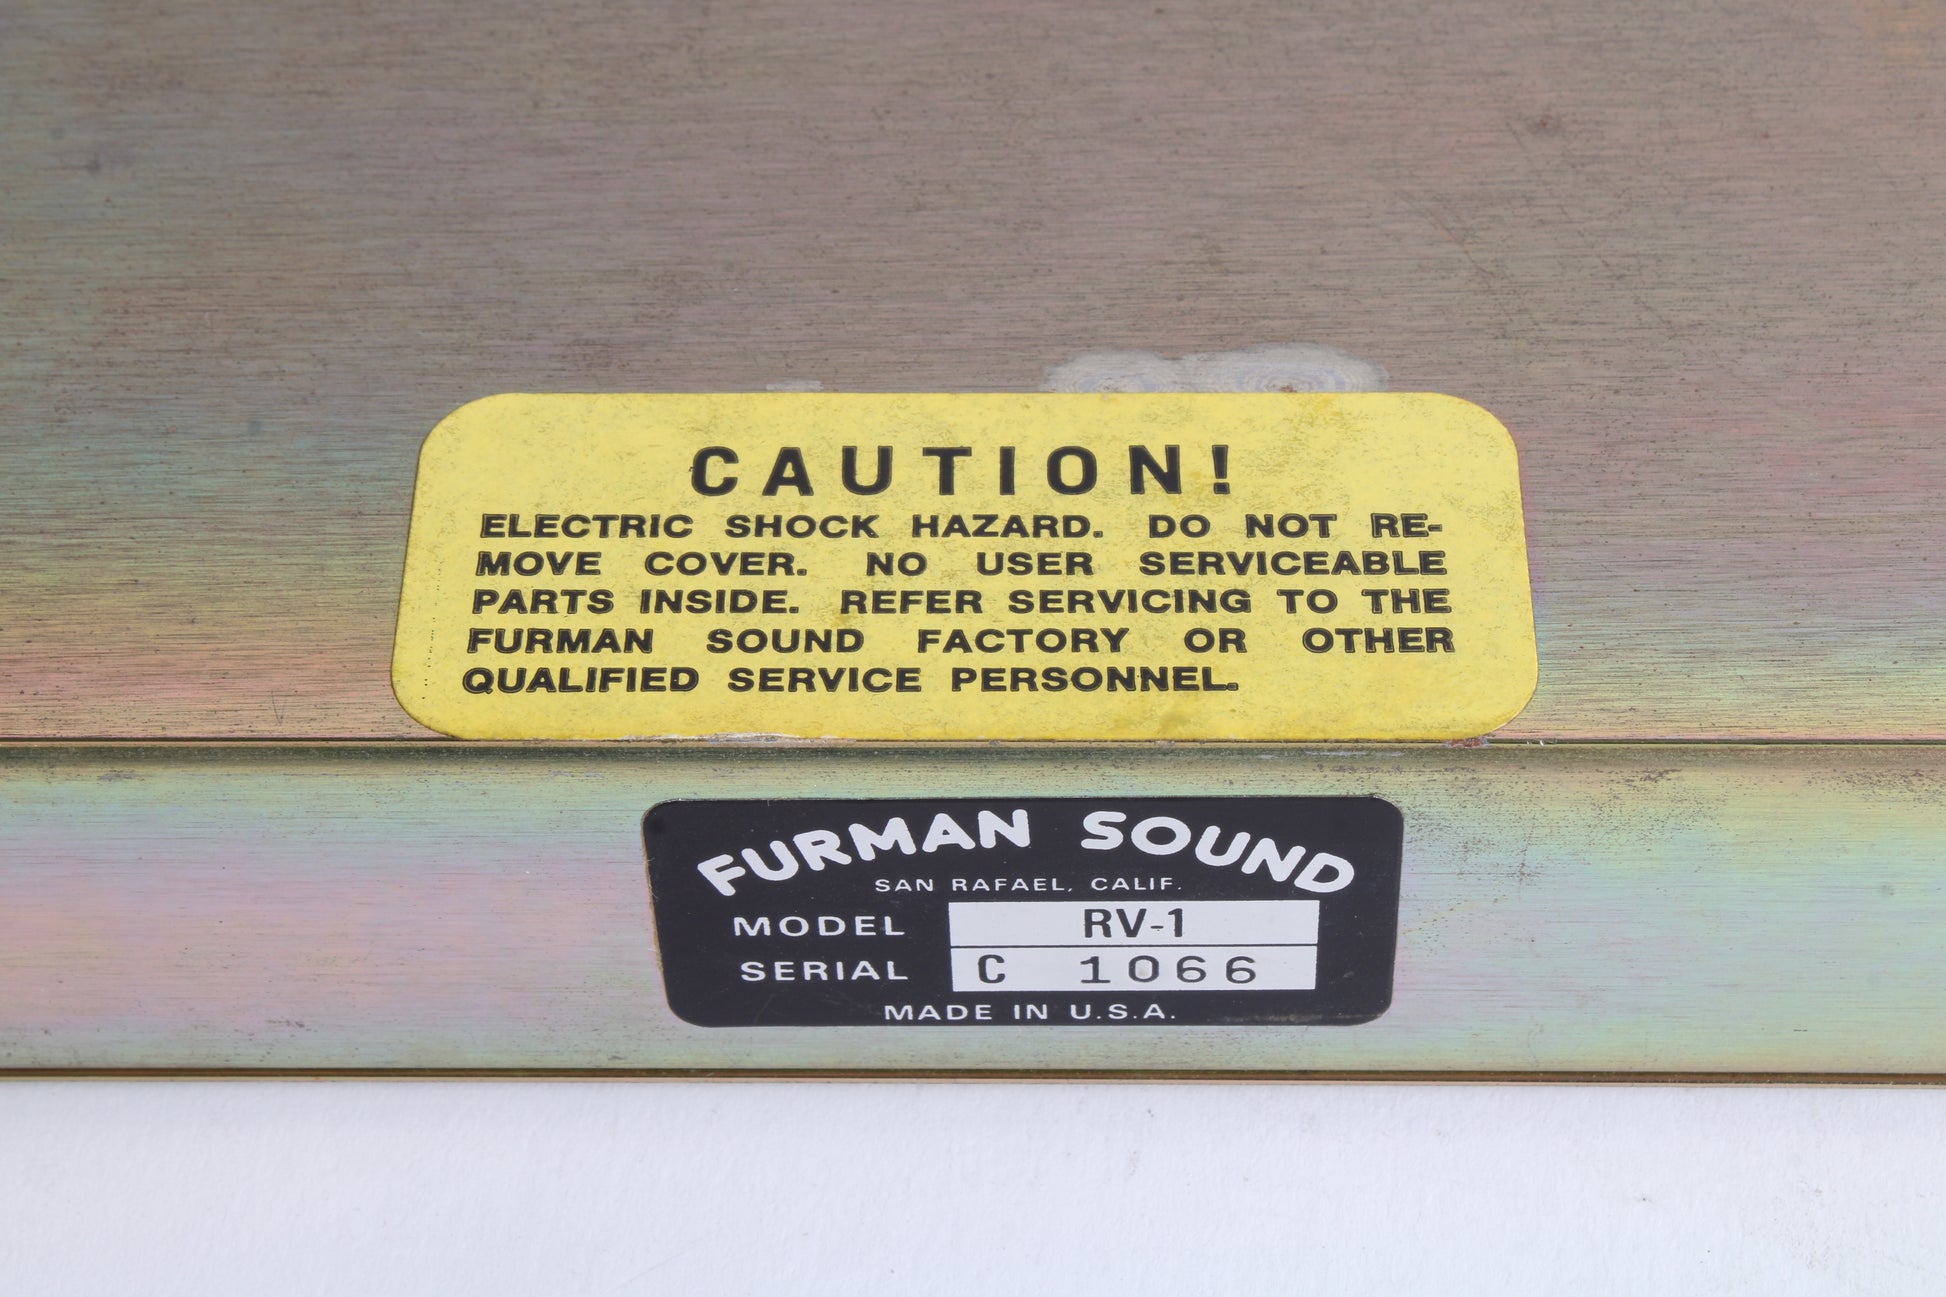 CAUTION!
ELECTRIC SHOCK HAZARD. DO NOT RE-
MOVE COVER. NO USER SERVICEABLE
PARTS INSIDE. REFER SERVICING TO THE
FURMAN SOUND FACTORY OR OTHER
QUALIFIED SERVICE PERSONNEL.
FURMAN SOUND
SAN RAFAEL, CALIF.
MODEL RV-1
SERIAL C 1066
MADE IN U.S.A.